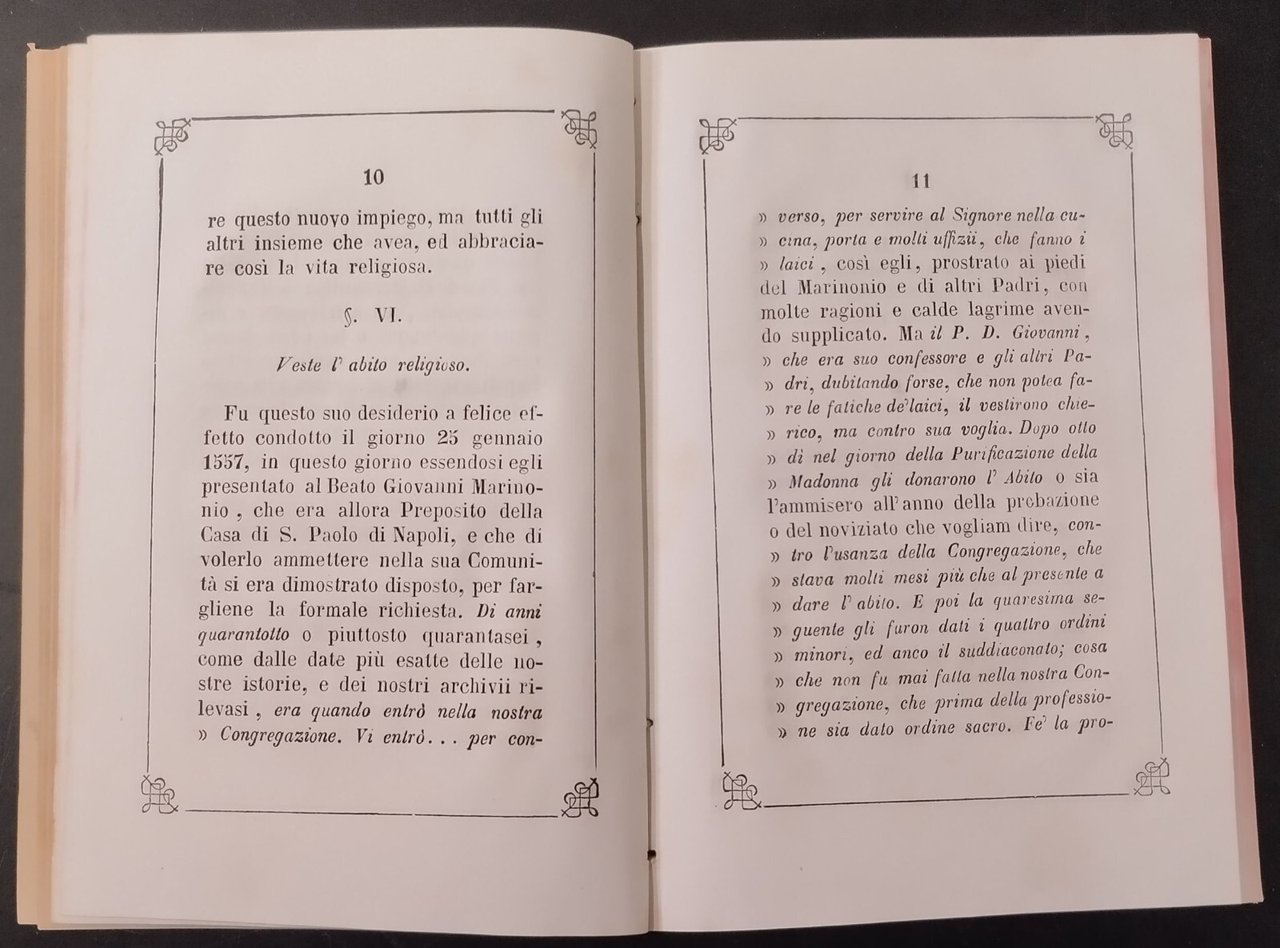 10
re questo nuovo impiego, ma tutti gli
altri insieme che avea, ed abbraccia-
re così la vita religiosa.
§. VI.
Veste l' abito religioso.
Fu questo suo desiderio a felice ef-
fetto condotto il giorno 25 gennaio
1557, in questo giorno essendosi egli
presentato al Beato Giovanni Marino-
nio , che era allora Preposito della
Casa di S. Paolo di Napoli, e che di
volerlo ammettere nella sua Comuni-
tà si era dimostrato disposto, per far-
gliene la formale richiesta. Di anni
quarantotto o piuttosto quarantasei ,
come dalle date più esatte delle no-
stre istorie, e dei nostri archivii ri-
levasi , era quando entrò nella nostra
» Congregazione. Vi entrò. . . per con-
11
» verso, per servire al Signore nella cu-
» cina, porta e molti uffizii, che fanno i
» laici , così egli, prostrato ai piedi
del Marinonio e di altri Padri, con
molte ragioni e calde lagrime aven-
do supplicato. Ma il P. D. Giovanni ,
» che era suo confessore e gli altri Pa-
» dri, dubitando forse, che non potea fa-
» re le fatiche de'laici, il vestirono chie-
» rico, ma contro sua voglia. Dopo otto
» dì nel giorno della Purificazione della
» Madonna gli donarono l' Abito o sia
l'ammisero all'anno della probazione
o del noviziato che vogliam dire, con-
» tro l'usanza della Congregazione, che
» stava molti mesi più che al presente a
» dare l' abito. E poi la quaresima se-
» guente gli furon dati i quattro ordini
» minori, ed anco il suddiaconato; cosa
» che non fu mai fatta nella nostra Con-
» gregazione, che prima della professio-
» ne sia dato ordine sacro. Fe' la pro-